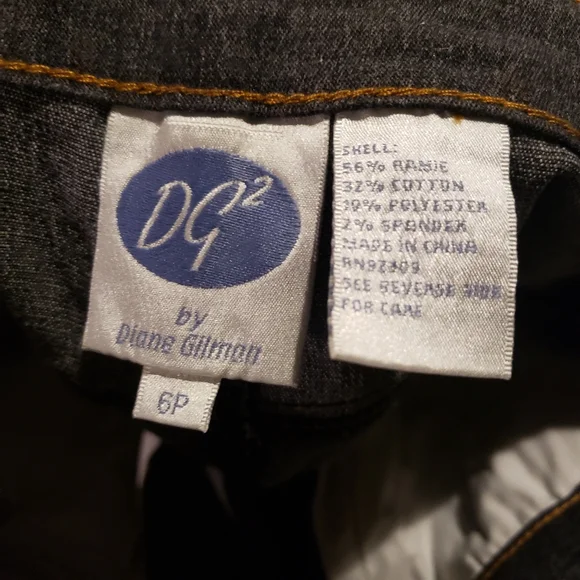 DG2
by
Diane Gilman
6P
SHELL:
56% RAMIE
32% COTTON
10% POLYESTER
2% SPANDEX
MADE IN CHINA
RN92309
SEE REVERSE SIDE
FOR CARE